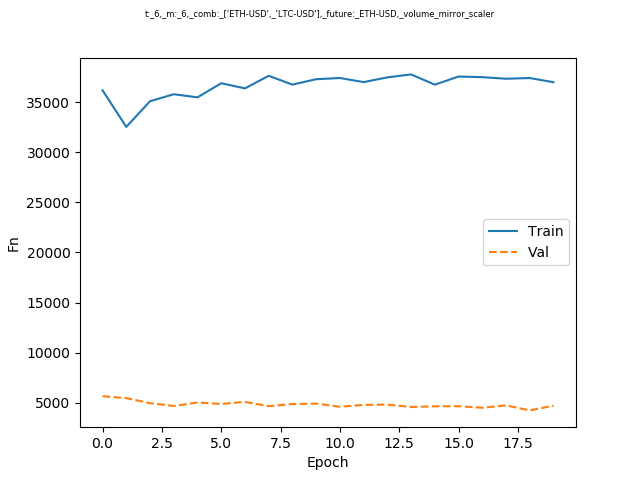 t:_6,_m:_6,_comb:_['ETH-USD',_'LTC-USD'],_future:_ETH-USD,_volume_mirror_scaler
35000
30000
25000
20000
15000
10000
5000
Fn
Train
Val
0.0 2.5 5.0 7.5 10.0 12.5 15.0 17.5
Epoch